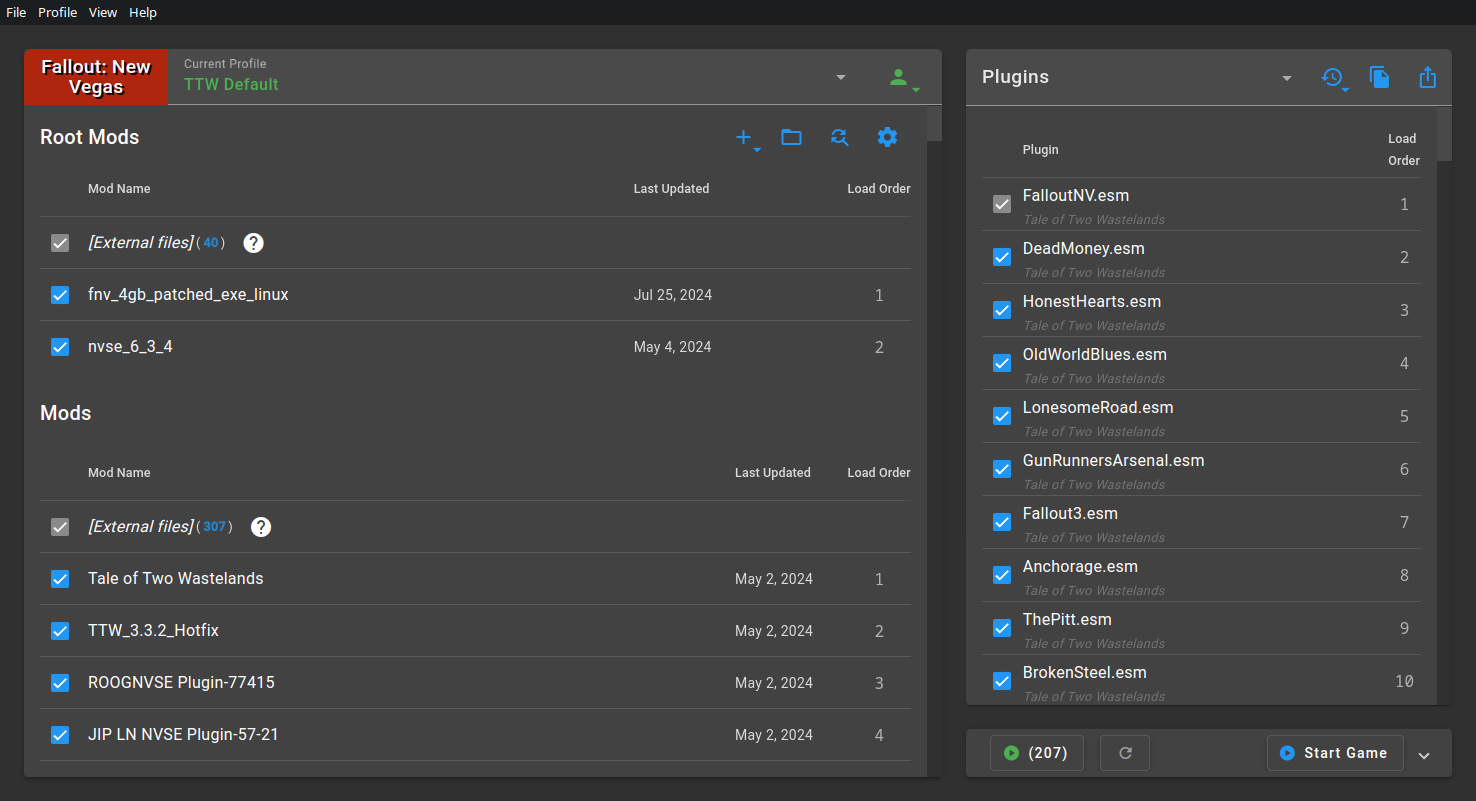 File Profile View Help
Fallout: New
Vegas
Current Profile
TTW Default
Root Mods
Mod Name Last Updated Load Order
[External files] ( 40 ) ?
fnv_4gb_patched_exe_linux Jul 25, 2024 1
nvse_6_3_4 May 4, 2024 2
Mods
Mod Name Last Updated Load Order
[External files] ( 307 ) ?
Tale of Two Wastelands May 2, 2024 1
TTW_3.3.2_Hotfix May 2, 2024 2
ROOGNVSE Plugin-77415 May 2, 2024 3
JIP LN NVSE Plugin-57-21 May 2, 2024 4
Plugins
Plugin Load
Order
FalloutNV.esm 1
Tale of Two Wastelands
DeadMoney.esm 2
Tale of Two Wastelands
HonestHearts.esm 3
Tale of Two Wastelands
OldWorldBlues.esm 4
Tale of Two Wastelands
LonesomeRoad.esm 5
Tale of Two Wastelands
GunRunnersArsenal.esm 6
Tale of Two Wastelands
Fallout3.esm 7
Tale of Two Wastelands
Anchorage.esm 8
Tale of Two Wastelands
ThePitt.esm 9
Tale of Two Wastelands
BrokenSteel.esm 10
Tale of Two Wastelands
(207) Start Game